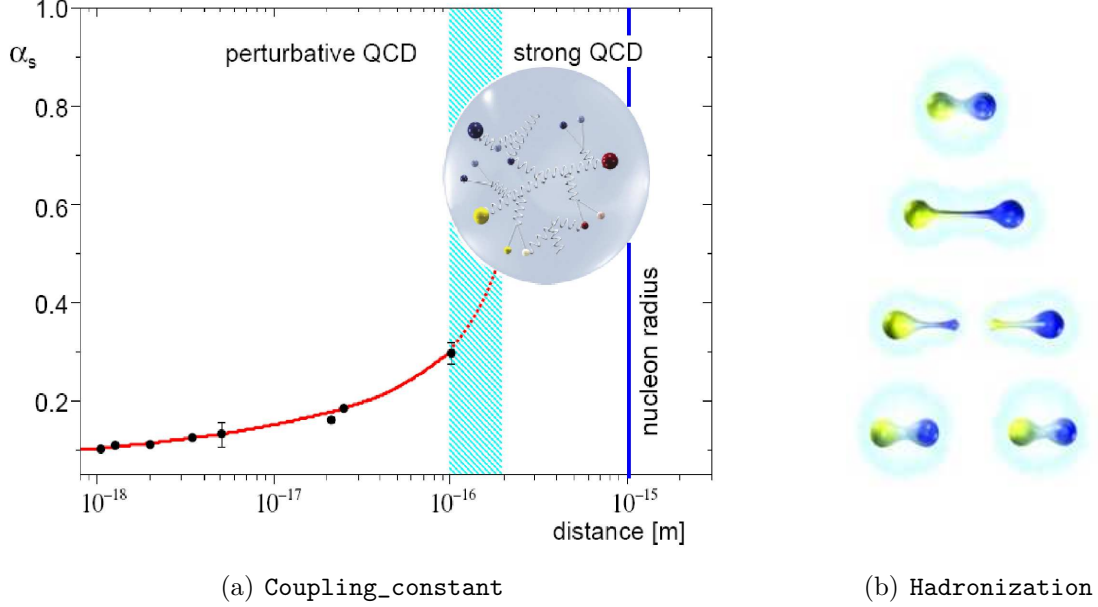 1.0
αs
perturbative QCD
strong QCD
0.8
0.6
0.4
0.2
nucleon radius
10⁻¹⁸
10⁻¹⁷
10⁻¹⁶
10⁻¹⁵
distance [m]
(a) Coupling_constant
(b) Hadronization